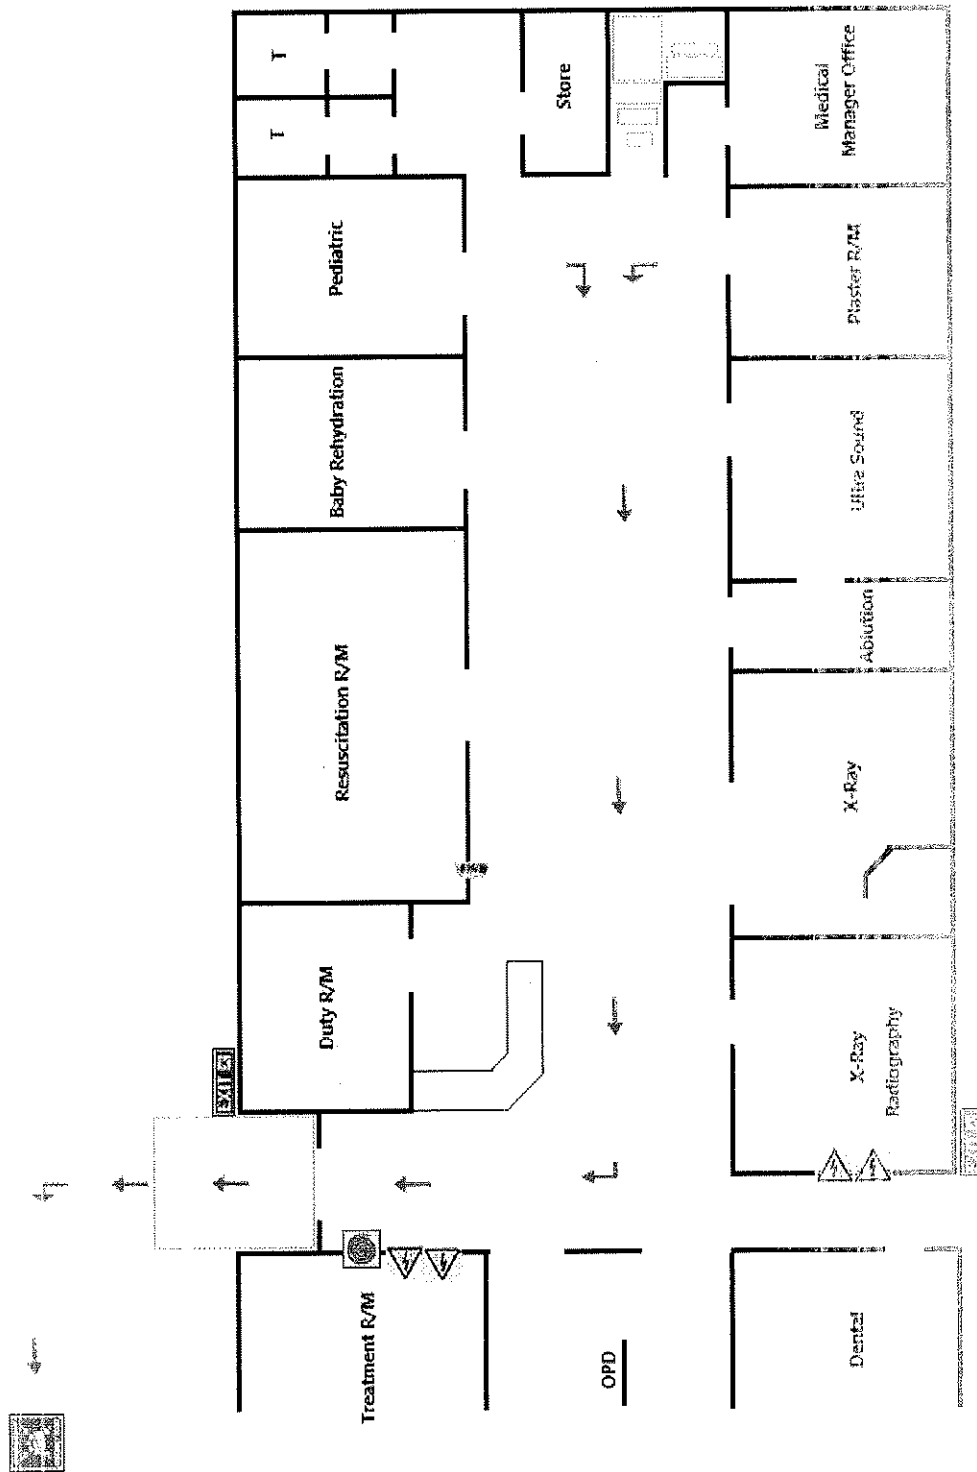 T
T
Pediatric
Baby Rehydration
Resuscitation R/M
Duty R/M
EXIT
Store
Treatment R/M
OPD
Medical
Manager Office
Plaster R/M
Ultra Sound
Ablution
X-Ray
X-Ray
Radiography
Dental